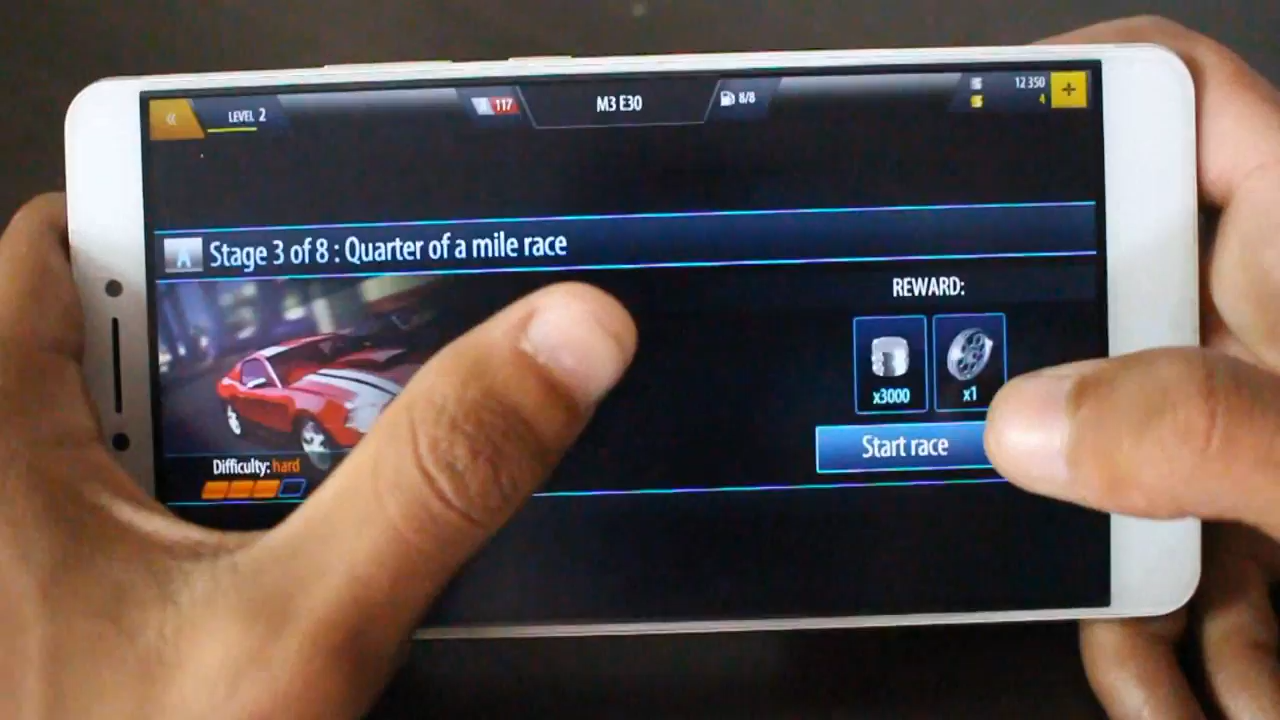 LEVEL 2
117
M3 E30
8/8
12 350
4
+
A
Stage 3 of 8 : Quarter of a mile race
REWARD:
x3000
x1
Start race
Difficulty: hard